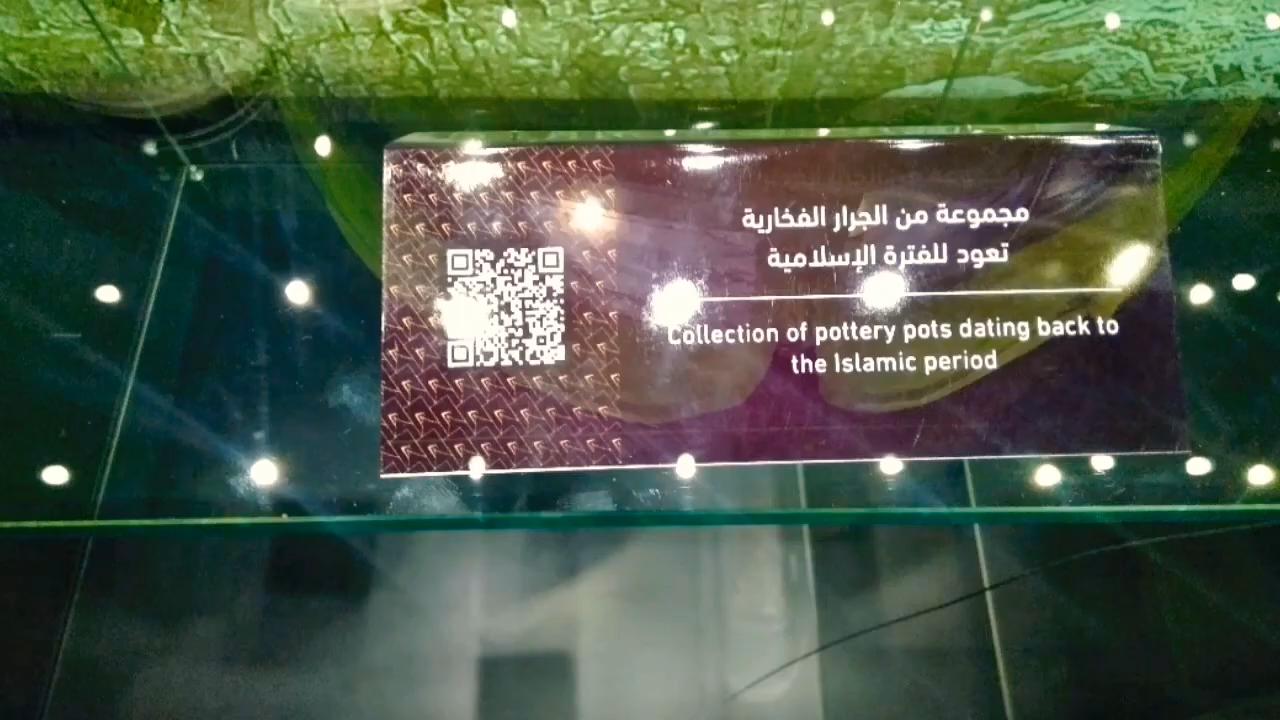 مجموعة من الجرار الفخارية
تعود للفترة الإسلامية
Collection of pottery pots dating back to
the Islamic period